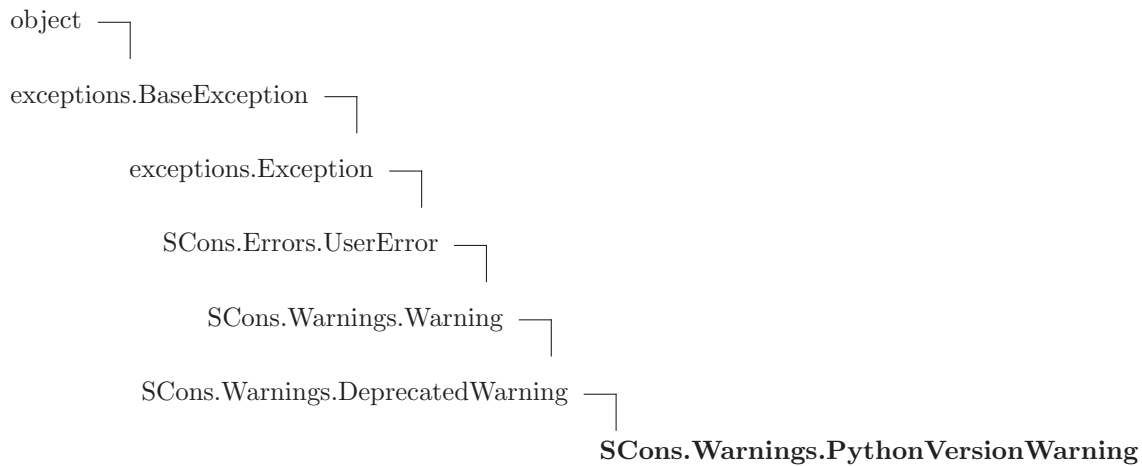 object
exceptions.BaseException
exceptions.Exception
SCons.Errors.UserError
SCons.Warnings.Warning
SCons.Warnings.DeprecatedWarning
SCons.Warnings.PythonVersionWarning